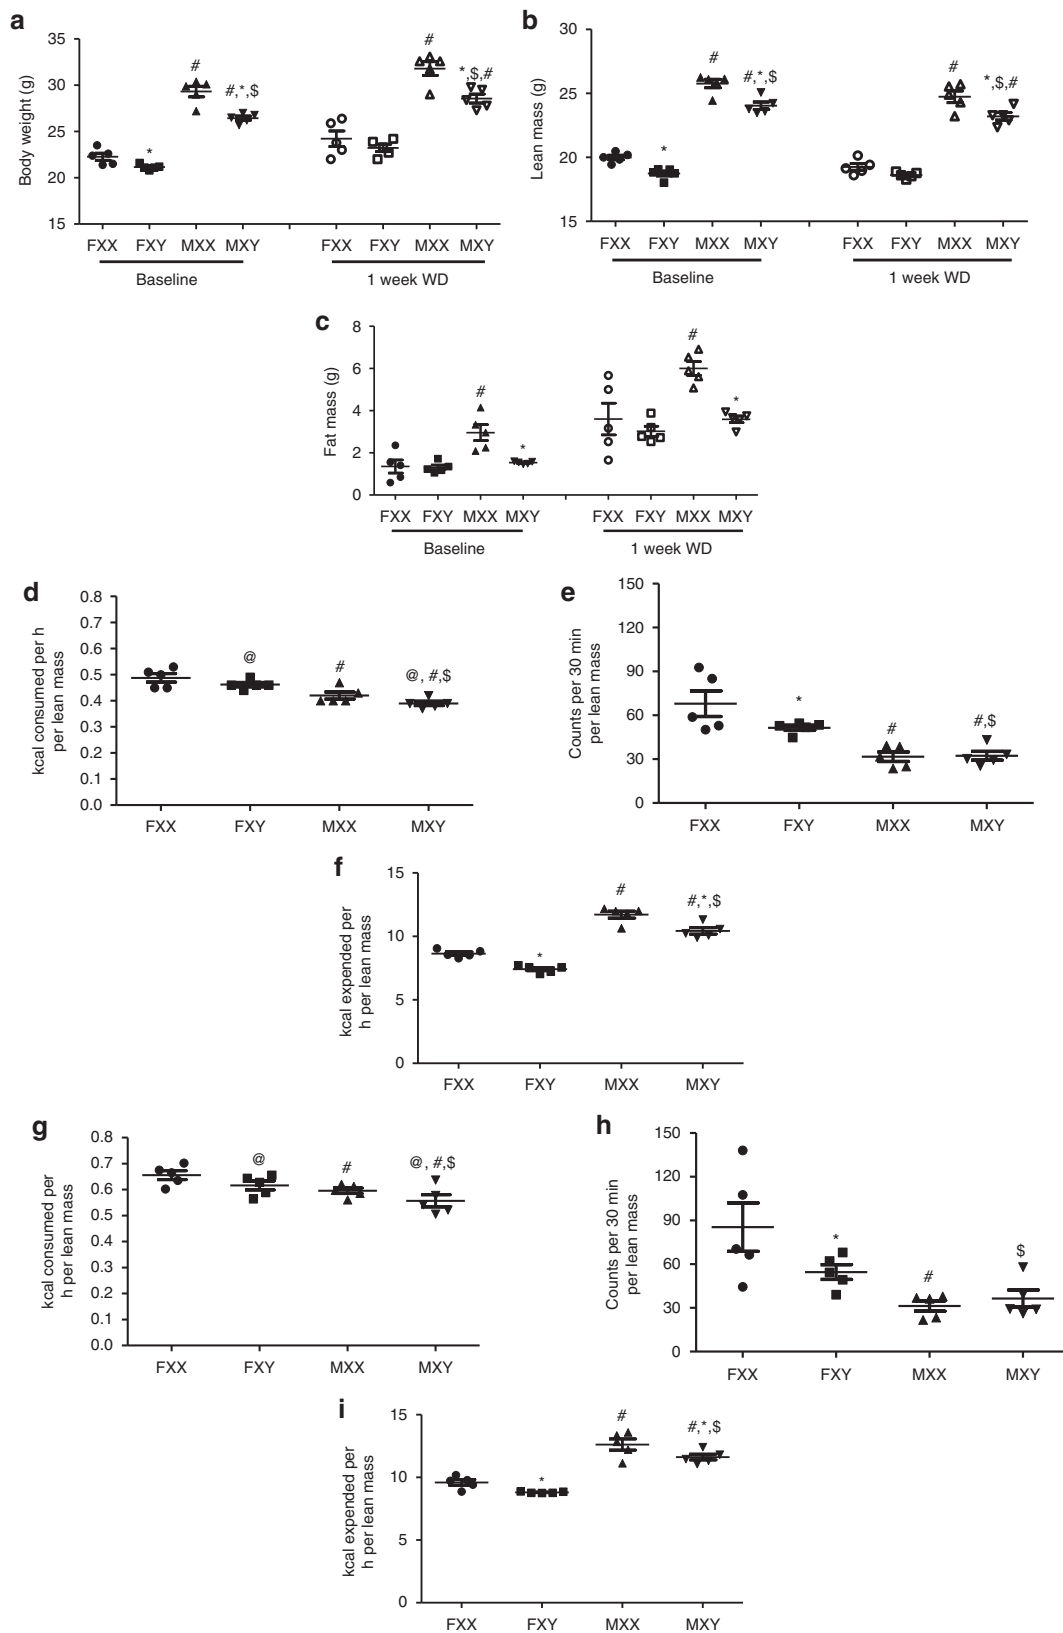 a
Body weight (g)
35
30
25
20
15
#
#,*,$
*
#
*,$,#
FXX FXY MXX MXY FXX FXY MXX MXY
Baseline 1 week WD
b
Lean mass (g)
30
25
20
15
#
#,*,$
*
#
*,$,#
FXX FXY MXX MXY FXX FXY MXX MXY
Baseline 1 week WD
c
Fat mass (g)
8
6
4
2
0
#
*
#
*
FXX FXY MXX MXY FXX FXY MXX MXY
Baseline 1 week WD
d
kcal consumed per h
per lean mass
0.8
0.7
0.6
0.5
0.4
0.3
0.2
0.1
0.0
@
#
@, #,$
FXX FXY MXX MXY
e
Counts per 30 min
per lean mass
150
120
90
60
30
0
*
#
#,$
FXX FXY MXX MXY
f
kcal expended per
h per lean mass
15
10
5
0
*
#
#,*,$
FXX FXY MXX MXY
g
kcal consumed per
h per lean mass
0.8
0.7
0.6
0.5
0.4
0.3
0.2
0.1
0.0
@
#
@, #,$
FXX FXY MXX MXY
h
Counts per 30 min
per lean mass
150
120
90
60
30
0
*
#
$
FXX FXY MXX MXY
i
kcal expended per
h per lean mass
15
10
5
0
*
#
#,*,$
FXX FXY MXX MXY